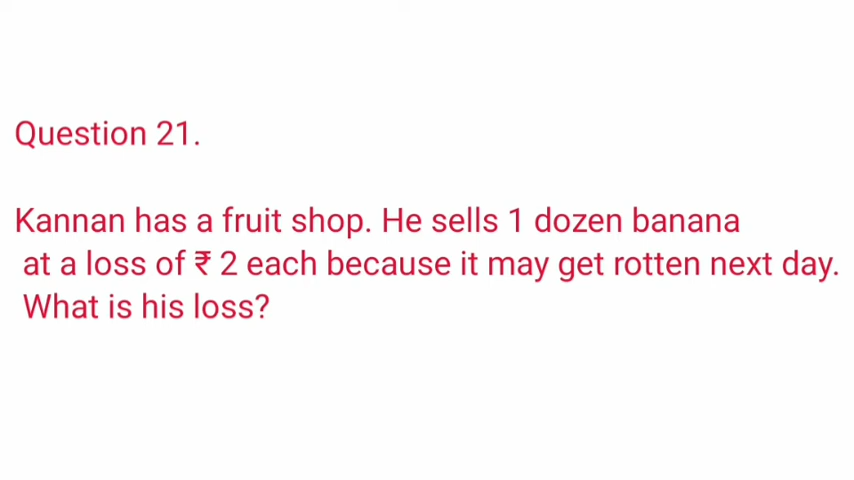 Question 21.
Kannan has a fruit shop. He sells 1 dozen banana
at a loss of ₹ 2 each because it may get rotten next day.
What is his loss?